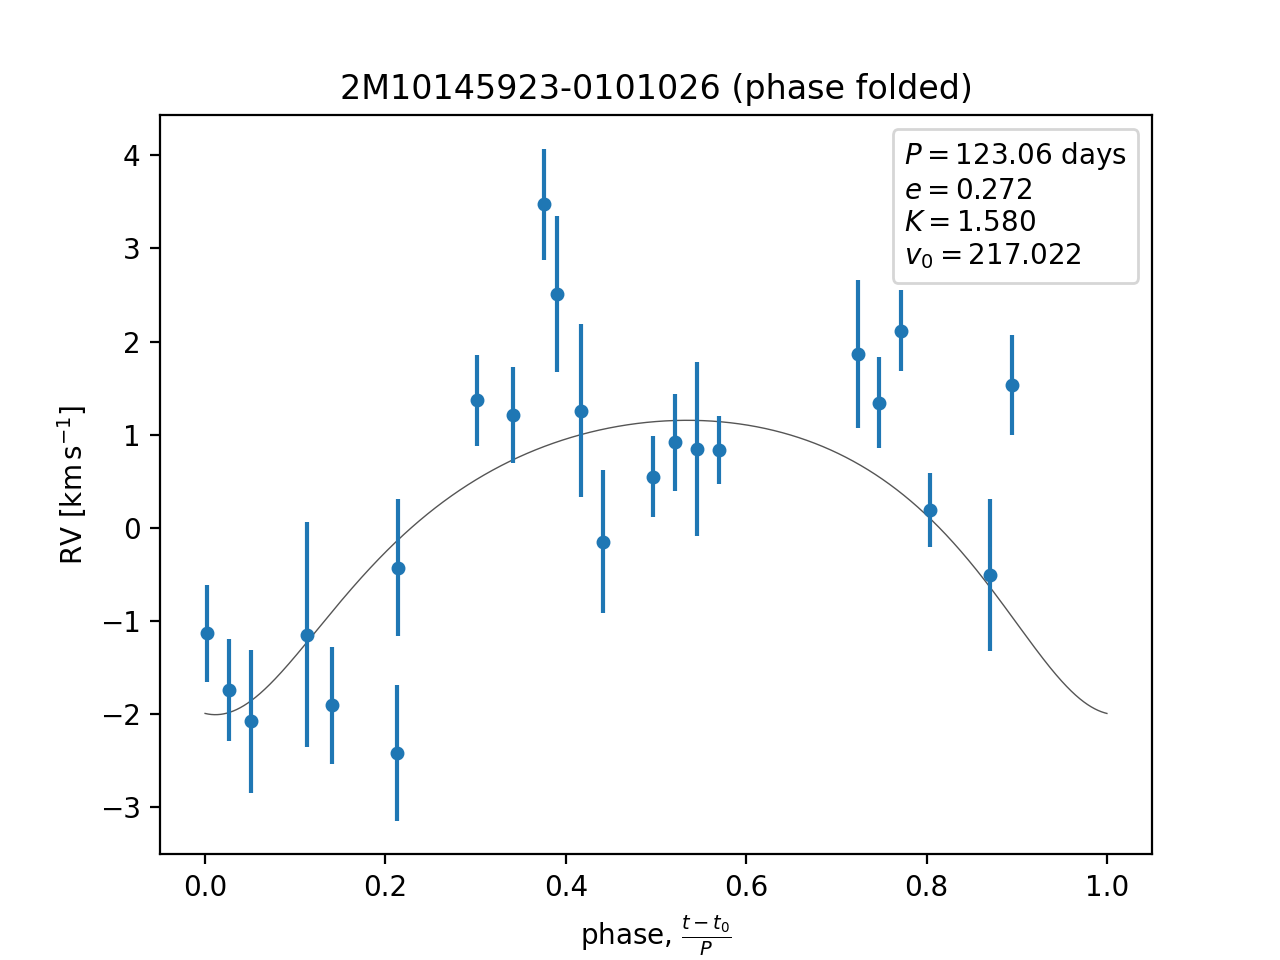 2M10145923-0101026 (phase folded)
P = 123.06 days
e = 0.272
K = 1.580
v₀ = 217.022
RV [km s⁻¹]
4
3
2
1
0
−1
−2
−3
0.0 0.2 0.4 0.6 0.8 1.0
phase, (t − t₀)/P